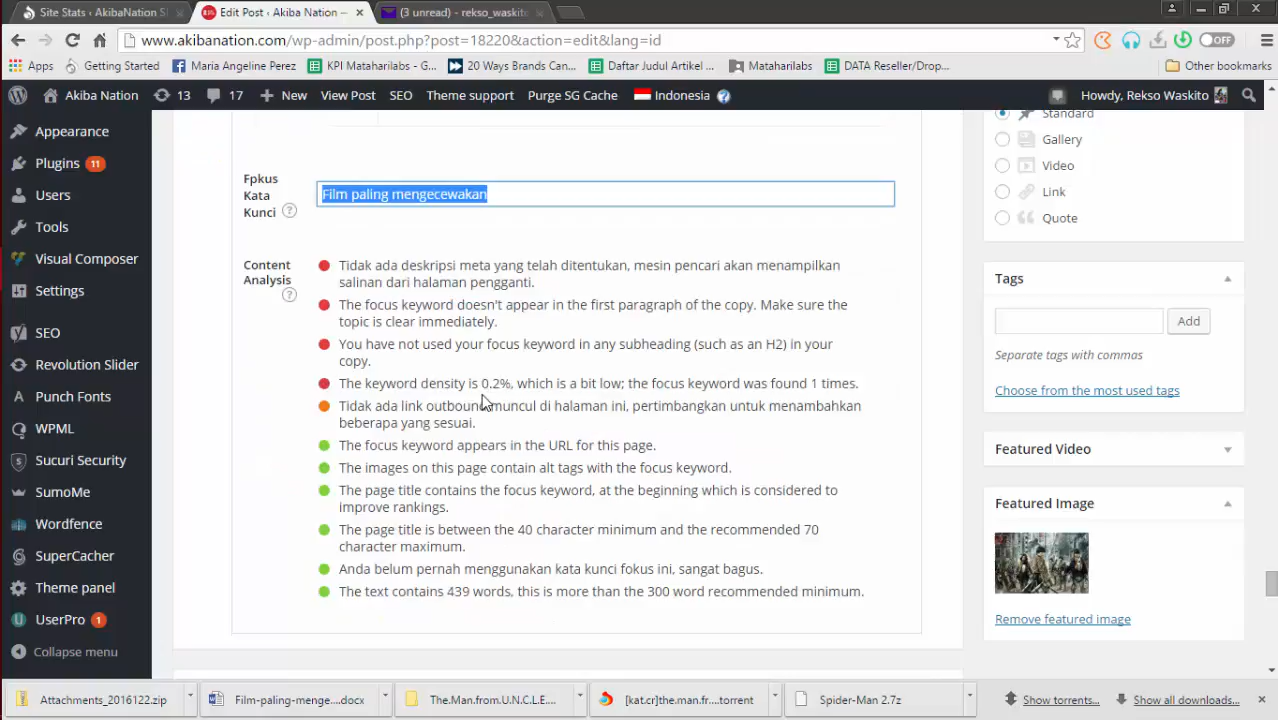 Site Stats ‹ AkibaNation S
Edit Post ‹ Akiba Nation —
(3 unread) - rekso_waskito
www.akibanation.com/wp-admin/post.php?post=18220&action=edit&lang=id
OFF
Apps
Getting Started
Maria Angeline Perez
KPI Mataharilabs - G...
20 Ways Brands Can...
Daftar Judul Artikel ...
Mataharilabs
DATA Reseller/Drop...
Other bookmarks
Akiba Nation
13
17
New
View Post
SEO
Theme support
Purge SG Cache
Indonesia
Howdy, Rekso Waskito
Appearance
Plugins 11
Users
Tools
Visual Composer
Settings
SEO
Revolution Slider
Punch Fonts
WPML
Sucuri Security
SumoMe
Wordfence
SuperCacher
Theme panel
UserPro 1
Collapse menu
Fpkus
Kata
Kunci ?
Film paling mengecewakan
Content
Analysis
?
Tidak ada deskripsi meta yang telah ditentukan, mesin pencari akan menampilkan
salinan dari halaman pengganti.
The focus keyword doesn't appear in the first paragraph of the copy. Make sure the
topic is clear immediately.
You have not used your focus keyword in any subheading (such as an H2) in your
copy.
The keyword density is 0.2%, which is a bit low; the focus keyword was found 1 times.
Tidak ada link outbound muncul di halaman ini, pertimbangkan untuk menambahkan
beberapa yang sesuai.
The focus keyword appears in the URL for this page.
The images on this page contain alt tags with the focus keyword.
The page title contains the focus keyword, at the beginning which is considered to
improve rankings.
The page title is between the 40 character minimum and the recommended 70
character maximum.
Anda belum pernah menggunakan kata kunci fokus ini, sangat bagus.
The text contains 439 words, this is more than the 300 word recommended minimum.
Standard
Gallery
Video
Link
Quote
Tags
Add
Separate tags with commas
Choose from the most used tags
Featured Video
Featured Image
Remove featured image
Attachments_2016122.zip
Film-paling-menge....docx
The.Man.from.U.N.C.L.E....
[kat.cr]the.man.fr....torrent
Spider-Man 2.7z
Show torrents...
Show all downloads...